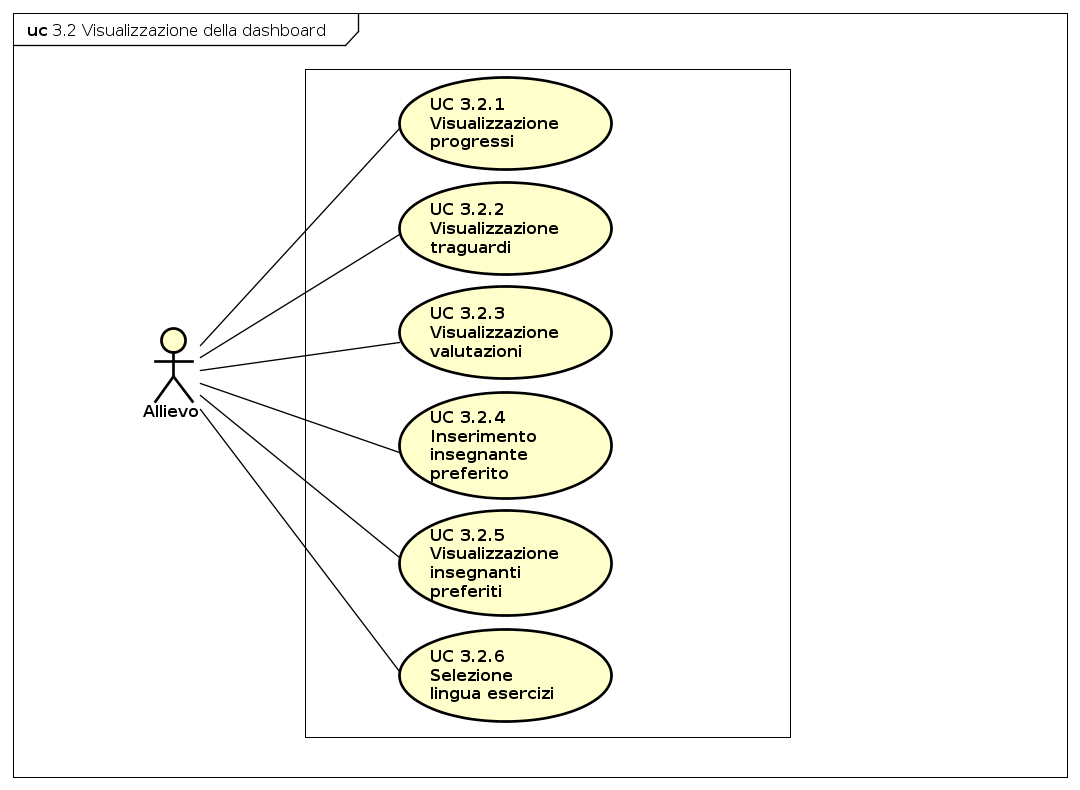 uc 3.2 Visualizzazione della dashboard
UC 3.2.1
Visualizzazione
progressi
UC 3.2.2
Visualizzazione
traguardi
UC 3.2.3
Visualizzazione
valutazioni
Allievo
UC 3.2.4
Inserimento
insegnante
preferito
UC 3.2.5
Visualizzazione
insegnanti
preferiti
UC 3.2.6
Selezione
lingua esercizi